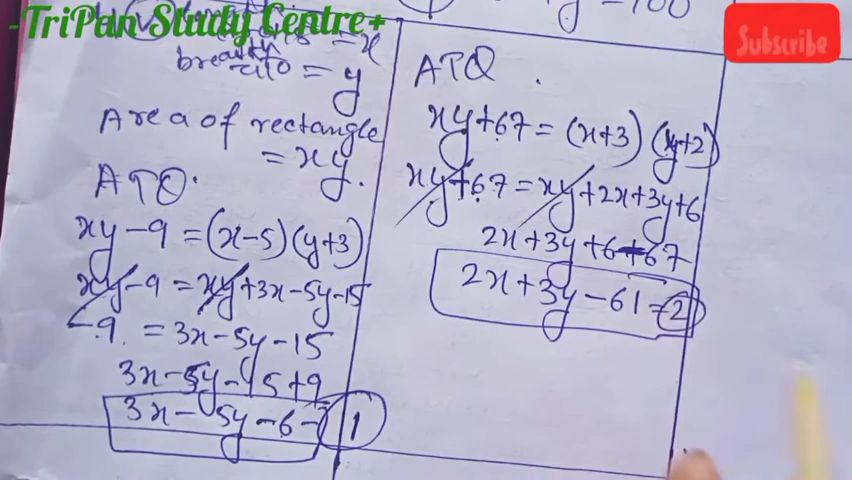 -TriPan Study Centre+
Subscribe
= x
breadth
= y
Area of rectangle
= xy.
ATQ.
xy-9 = (x-5)(y+3)
xy-9 = xy+3x-5y-15
-9 = 3x-5y-15
3x-5y-15+9
3x-5y-6-1
=100
ATQ.
xy+67=(x+3)(y+2)
xy+67=xy+2x+3y+6
2x+3y+6-67
2x+3y-61=2